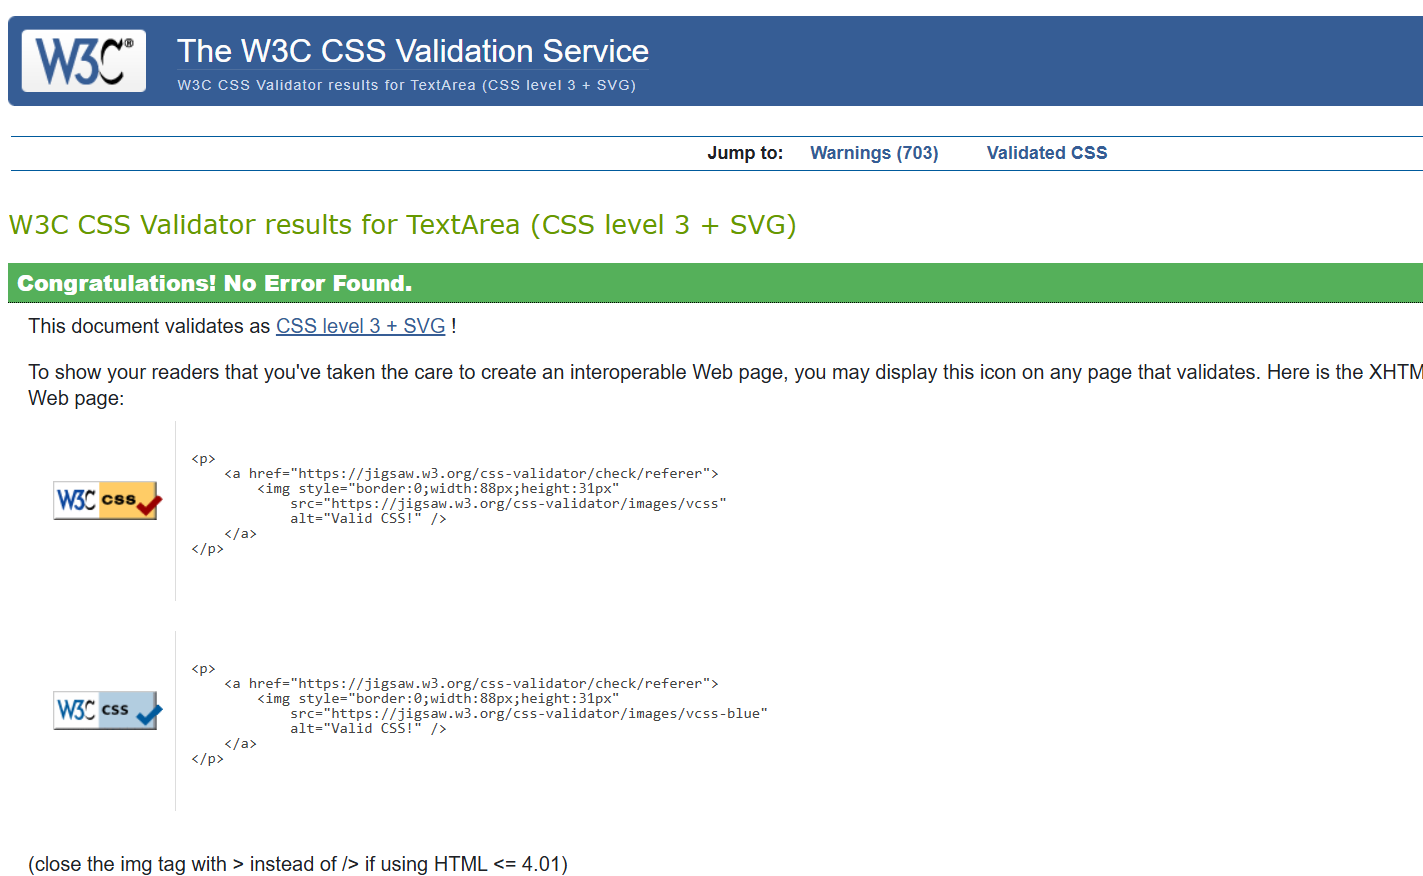 W3C®
The W3C CSS Validation Service
W3C CSS Validator results for TextArea (CSS level 3 + SVG)
Jump to: Warnings (703) Validated CSS
W3C CSS Validator results for TextArea (CSS level 3 + SVG)
Congratulations! No Error Found.
This document validates as CSS level 3 + SVG !
To show your readers that you've taken the care to create an interoperable Web page, you may display this icon on any page that validates. Here is the XHTM
Web page:
W3C css
<p>
    <a href="https://jigsaw.w3.org/css-validator/check/referer">
        <img style="border:0;width:88px;height:31px"
            src="https://jigsaw.w3.org/css-validator/images/vcss"
            alt="Valid CSS!" />
    </a>
</p>
W3C css
<p>
    <a href="https://jigsaw.w3.org/css-validator/check/referer">
        <img style="border:0;width:88px;height:31px"
            src="https://jigsaw.w3.org/css-validator/images/vcss-blue"
            alt="Valid CSS!" />
    </a>
</p>
(close the img tag with > instead of /> if using HTML <= 4.01)